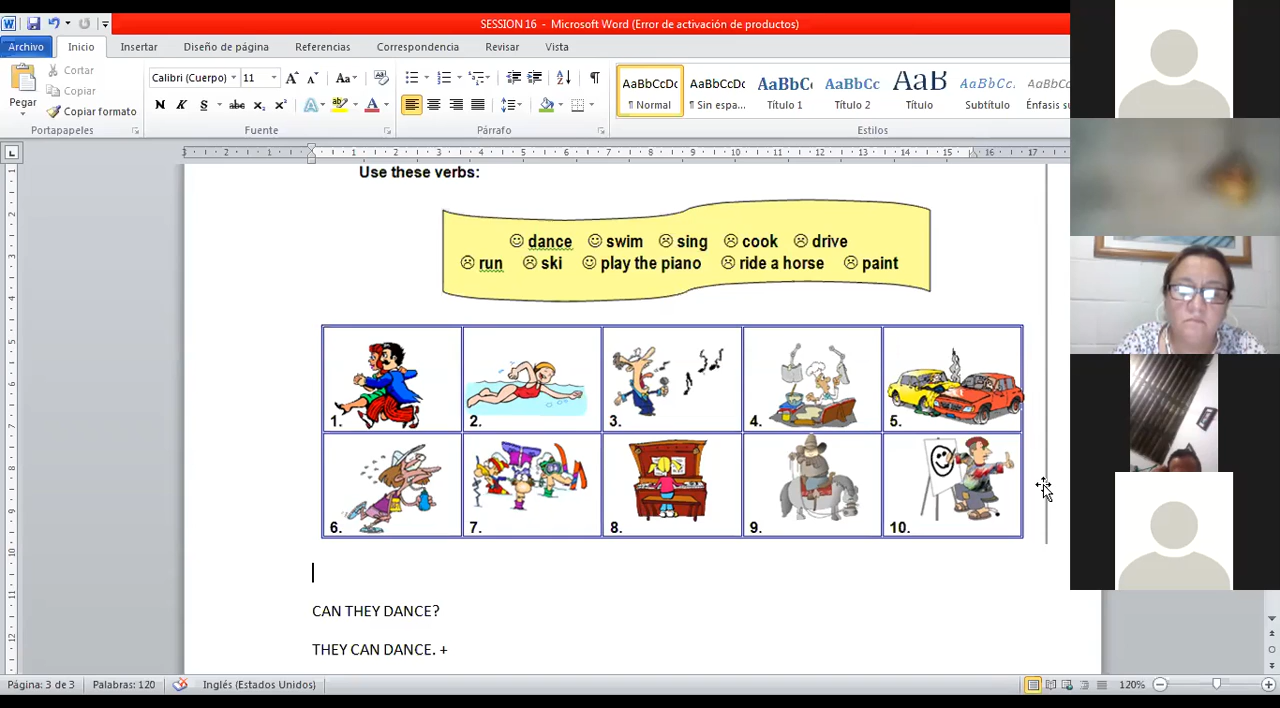 SESSION 16 - Microsoft Word (Error de activación de productos)
Archivo Inicio Insertar Diseño de página Referencias Correspondencia Revisar Vista
Pegar
Cortar
Copiar
Copiar formato
Portapapeles
Calibri (Cuerpo) 11
Fuente
Párrafo
AaBbCcDc AaBbCcDc AaBbC AaBbCc AaB AaBbCc. AaBbCc
¶ Normal ¶ Sin espa... Título 1 Título 2 Título Subtítulo Énfasis su
Estilos
Use these verbs:
☺ dance ☺ swim ☹ sing ☹ cook ☹ drive
☹ run ☹ ski ☺ play the piano ☹ ride a horse ☹ paint
1. 2. 3. 4. 5.
6. 7. 8. 9. 10.
CAN THEY DANCE?
THEY CAN DANCE. +
Página: 3 de 3 Palabras: 120 Inglés (Estados Unidos) 120%